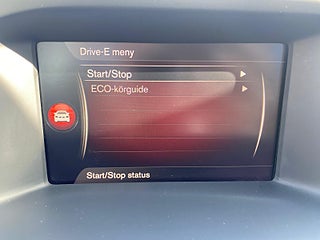 Drive-E meny
Start/Stop
ECO-körguide
Start/Stop status